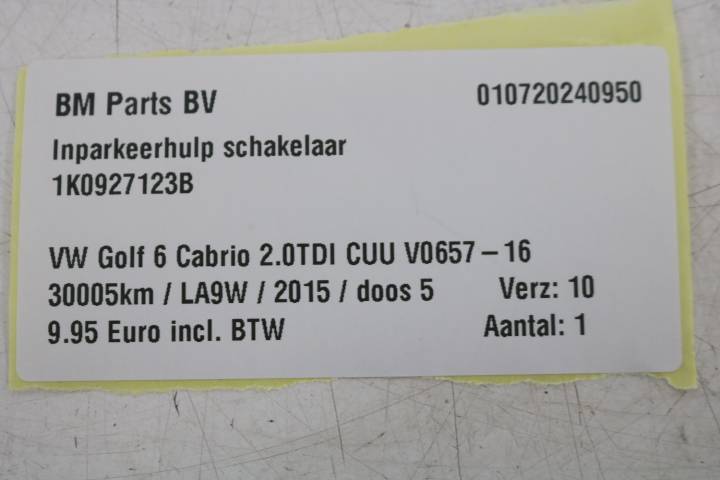 BM Parts BV 010720240950
Inparkeerhulp schakelaar
1K0927123B
VW Golf 6 Cabrio 2.0TDI CUU V0657-16
30005km / LA9W / 2015 / doos 5 Verz: 10
9.95 Euro incl. BTW Aantal: 1